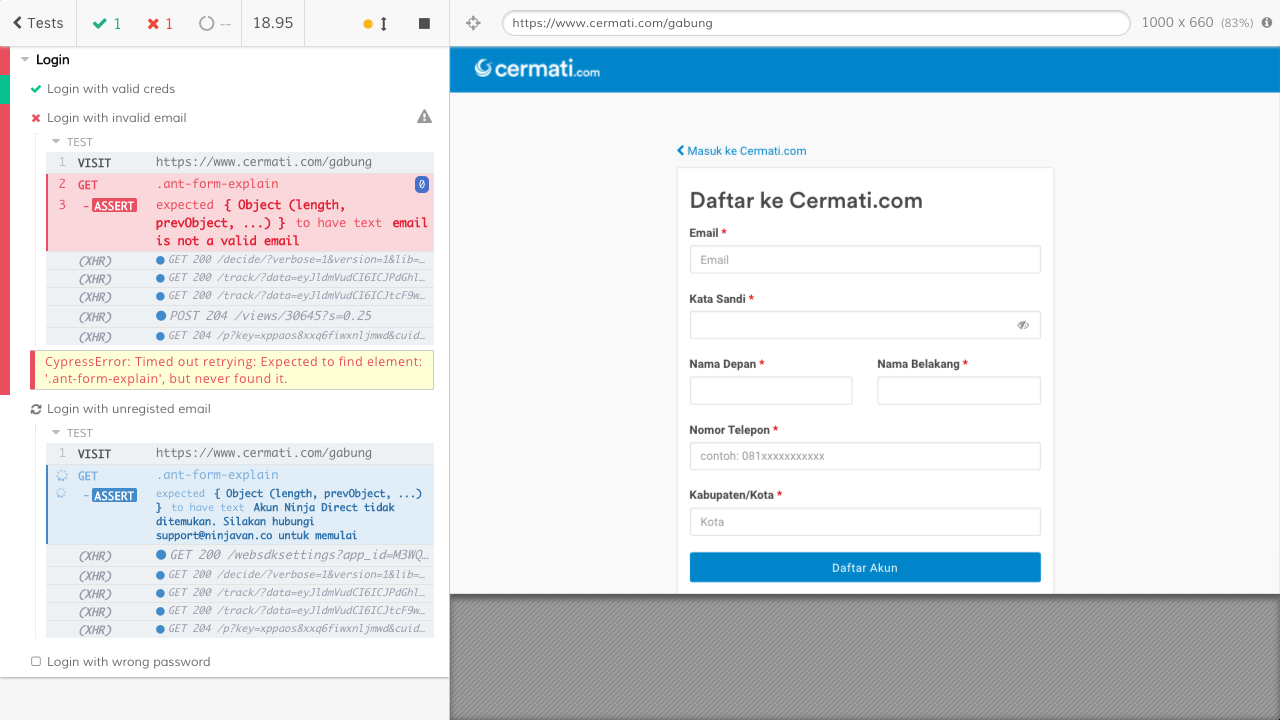 Tests 1 1 -- 18.95
https://www.cermati.com/gabung 1000 x 660 (83%)
Login
Login with valid creds
Login with invalid email
TEST
1 VISIT https://www.cermati.com/gabung
2 GET .ant-form-explain 0
3 - ASSERT expected { Object (length,
prevObject, ...) } to have text email
is not a valid email
(XHR) GET 200 /decide/?verbose=1&version=1&lib=…
(XHR) GET 200 /track/?data=eyJldmVudCI6ICJPdGhl…
(XHR) GET 200 /track/?data=eyJldmVudCI6ICJtcF9w…
(XHR) POST 204 /views/30645?s=0.25
(XHR) GET 204 /p?key=xppaos8xxq6fiwxnljmwd&cuid…
CypressError: Timed out retrying: Expected to find element:
'.ant-form-explain', but never found it.
Login with unregisted email
TEST
1 VISIT https://www.cermati.com/gabung
GET .ant-form-explain
- ASSERT expected { Object (length, prevObject, ...)
} to have text Akun Ninja Direct tidak
ditemukan. Silakan hubungi
support@ninjavan.co untuk memulai
(XHR) GET 200 /websdksettings?app_id=M3WQ…
(XHR) GET 200 /decide/?verbose=1&version=1&lib=…
(XHR) GET 200 /track/?data=eyJldmVudCI6ICJPdGhl…
(XHR) GET 200 /track/?data=eyJldmVudCI6ICJtcF9w…
(XHR) GET 204 /p?key=xppaos8xxq6fiwxnljmwd&cuid…
Login with wrong password
cermati.com
Masuk ke Cermati.com
Daftar ke Cermati.com
Email *
Email
Kata Sandi *
Nama Depan * Nama Belakang *
Nomor Telepon *
contoh: 081xxxxxxxxxxx
Kabupaten/Kota *
Kota
Daftar Akun